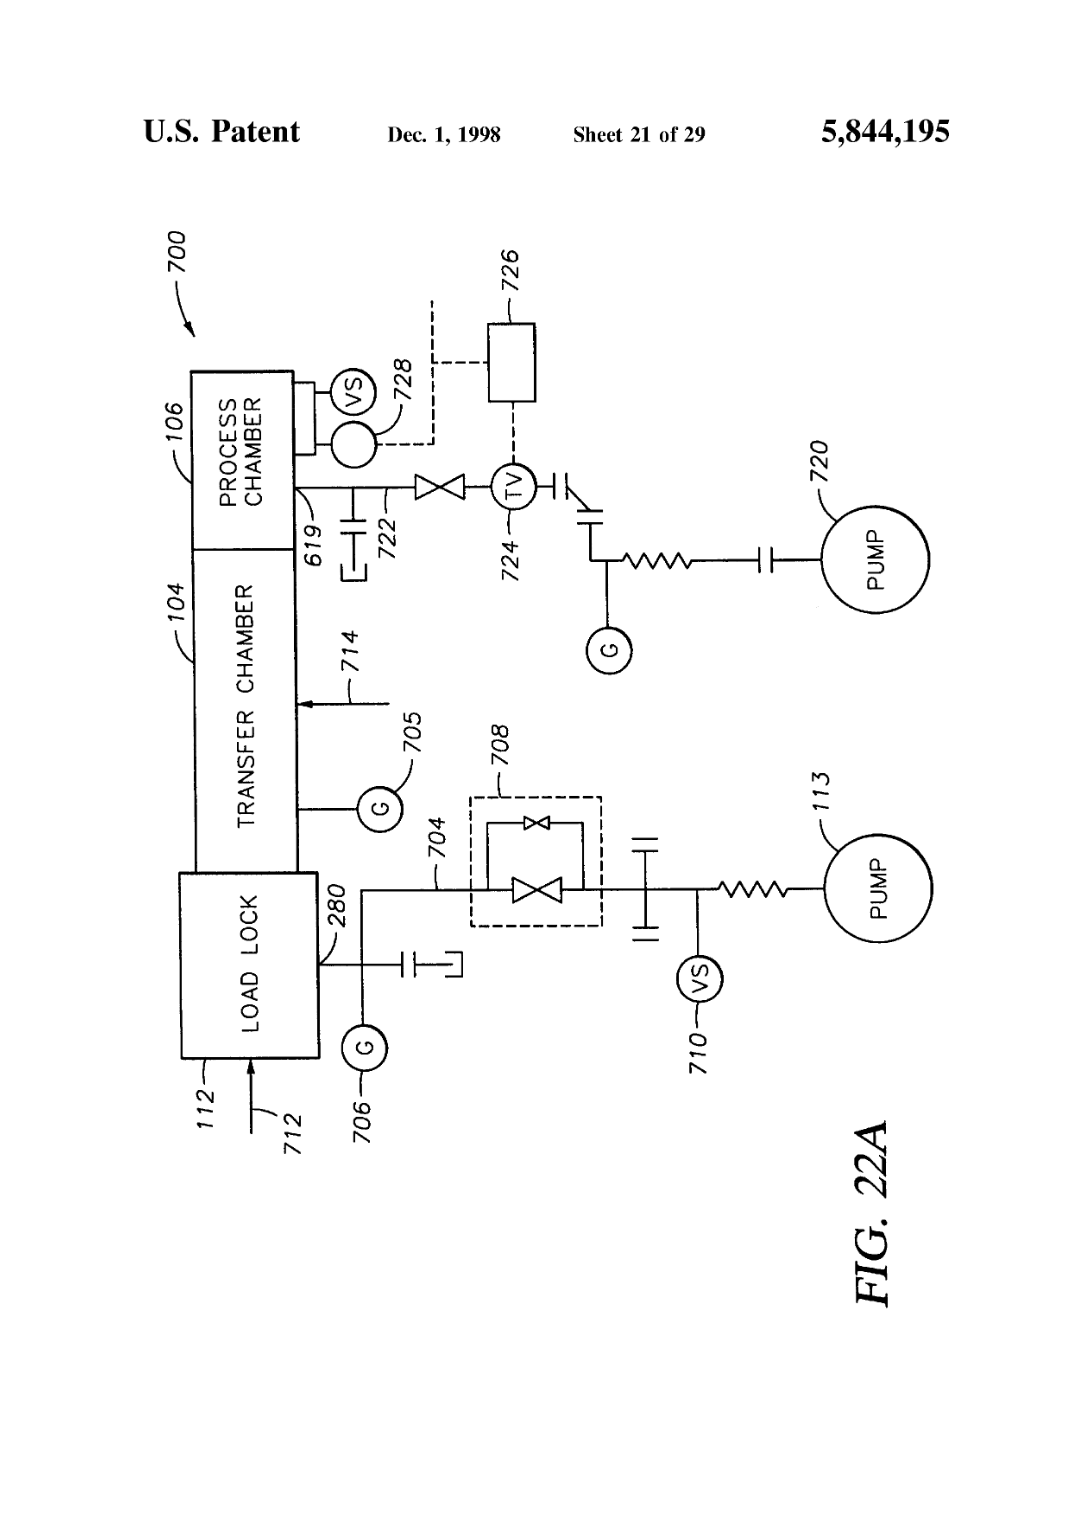 U.S. Patent Dec. 1, 1998 Sheet 21 of 29 5,844,195
700
106
PROCESS
CHAMBER
VS
728
726
619
722
TV
724
720
PUMP
G
104
TRANSFER CHAMBER
714
G
705
708
704
113
PUMP
LOAD LOCK
280
112
712
G
706
VS
710
FIG. 22A